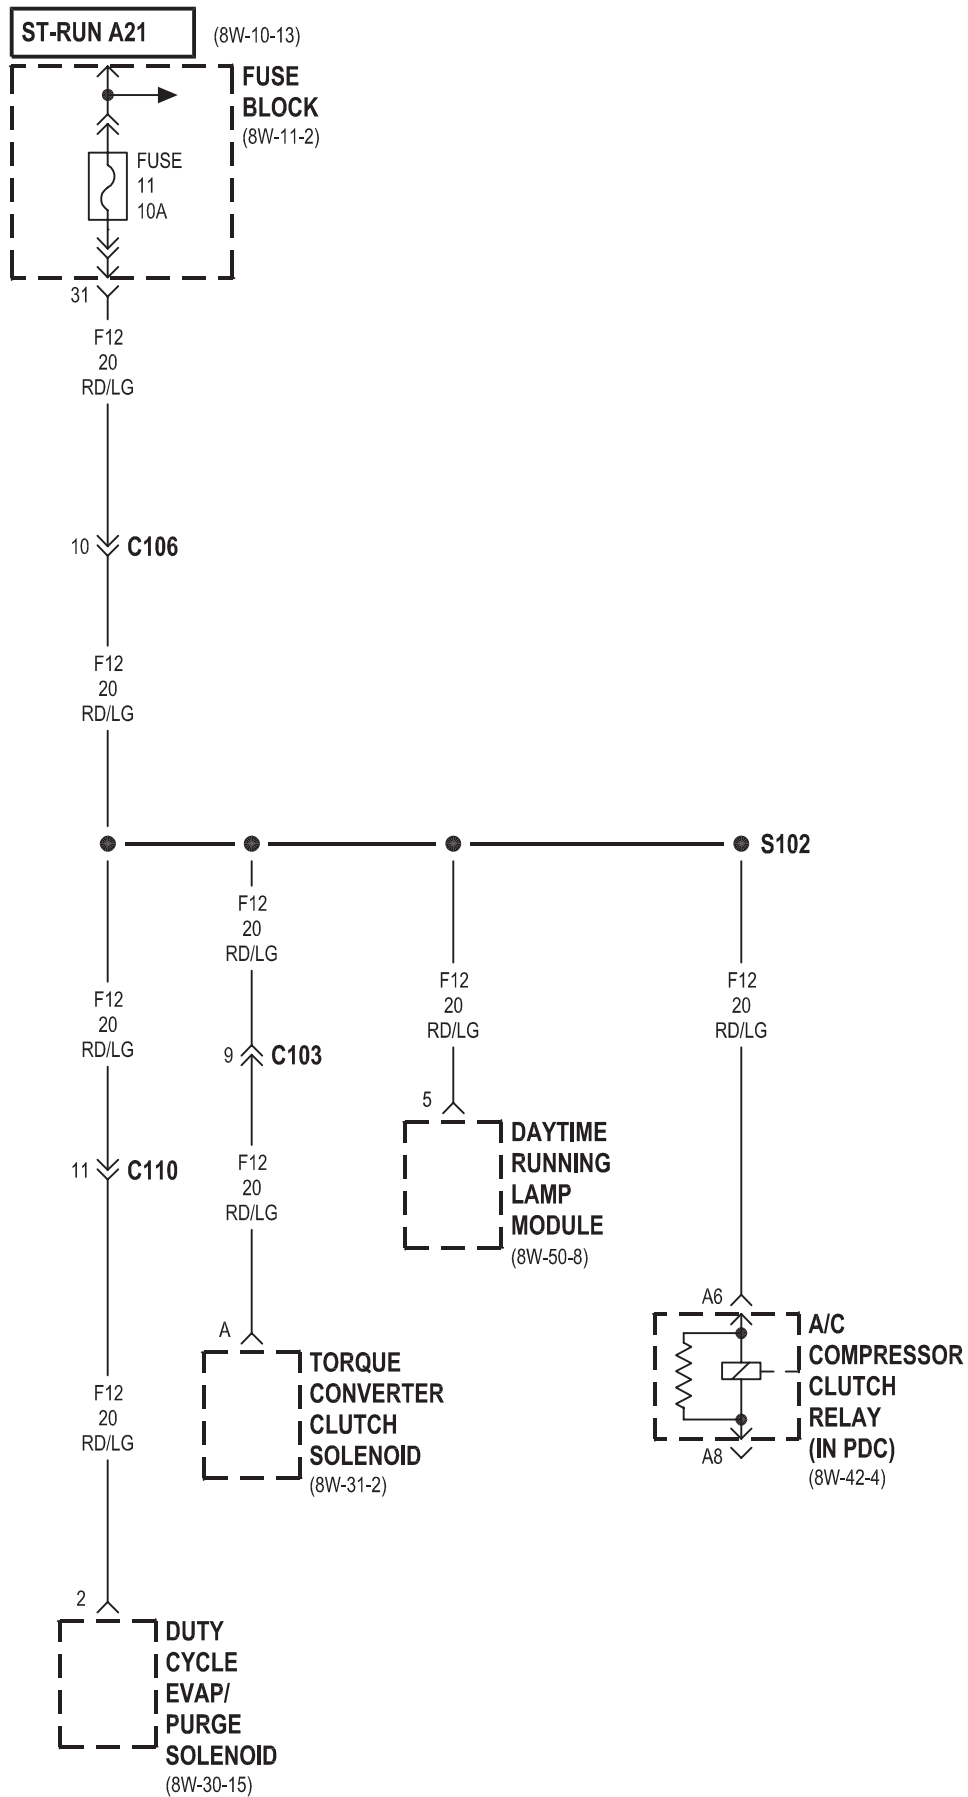 ST-RUN A21 (8W-10-13)
FUSE
BLOCK
(8W-11-2)
FUSE
11
10A
31
F12
20
RD/LG
10 C106
F12
20
RD/LG
S102
F12
20
RD/LG
11 C110
F12
20
RD/LG
2
DUTY
CYCLE
EVAP/
PURGE
SOLENOID
(8W-30-15)
F12
20
RD/LG
9 C103
F12
20
RD/LG
A
TORQUE
CONVERTER
CLUTCH
SOLENOID
(8W-31-2)
F12
20
RD/LG
5
DAYTIME
RUNNING
LAMP
MODULE
(8W-50-8)
F12
20
RD/LG
A6
A/C
COMPRESSOR
CLUTCH
RELAY
(IN PDC)
(8W-42-4)
A8